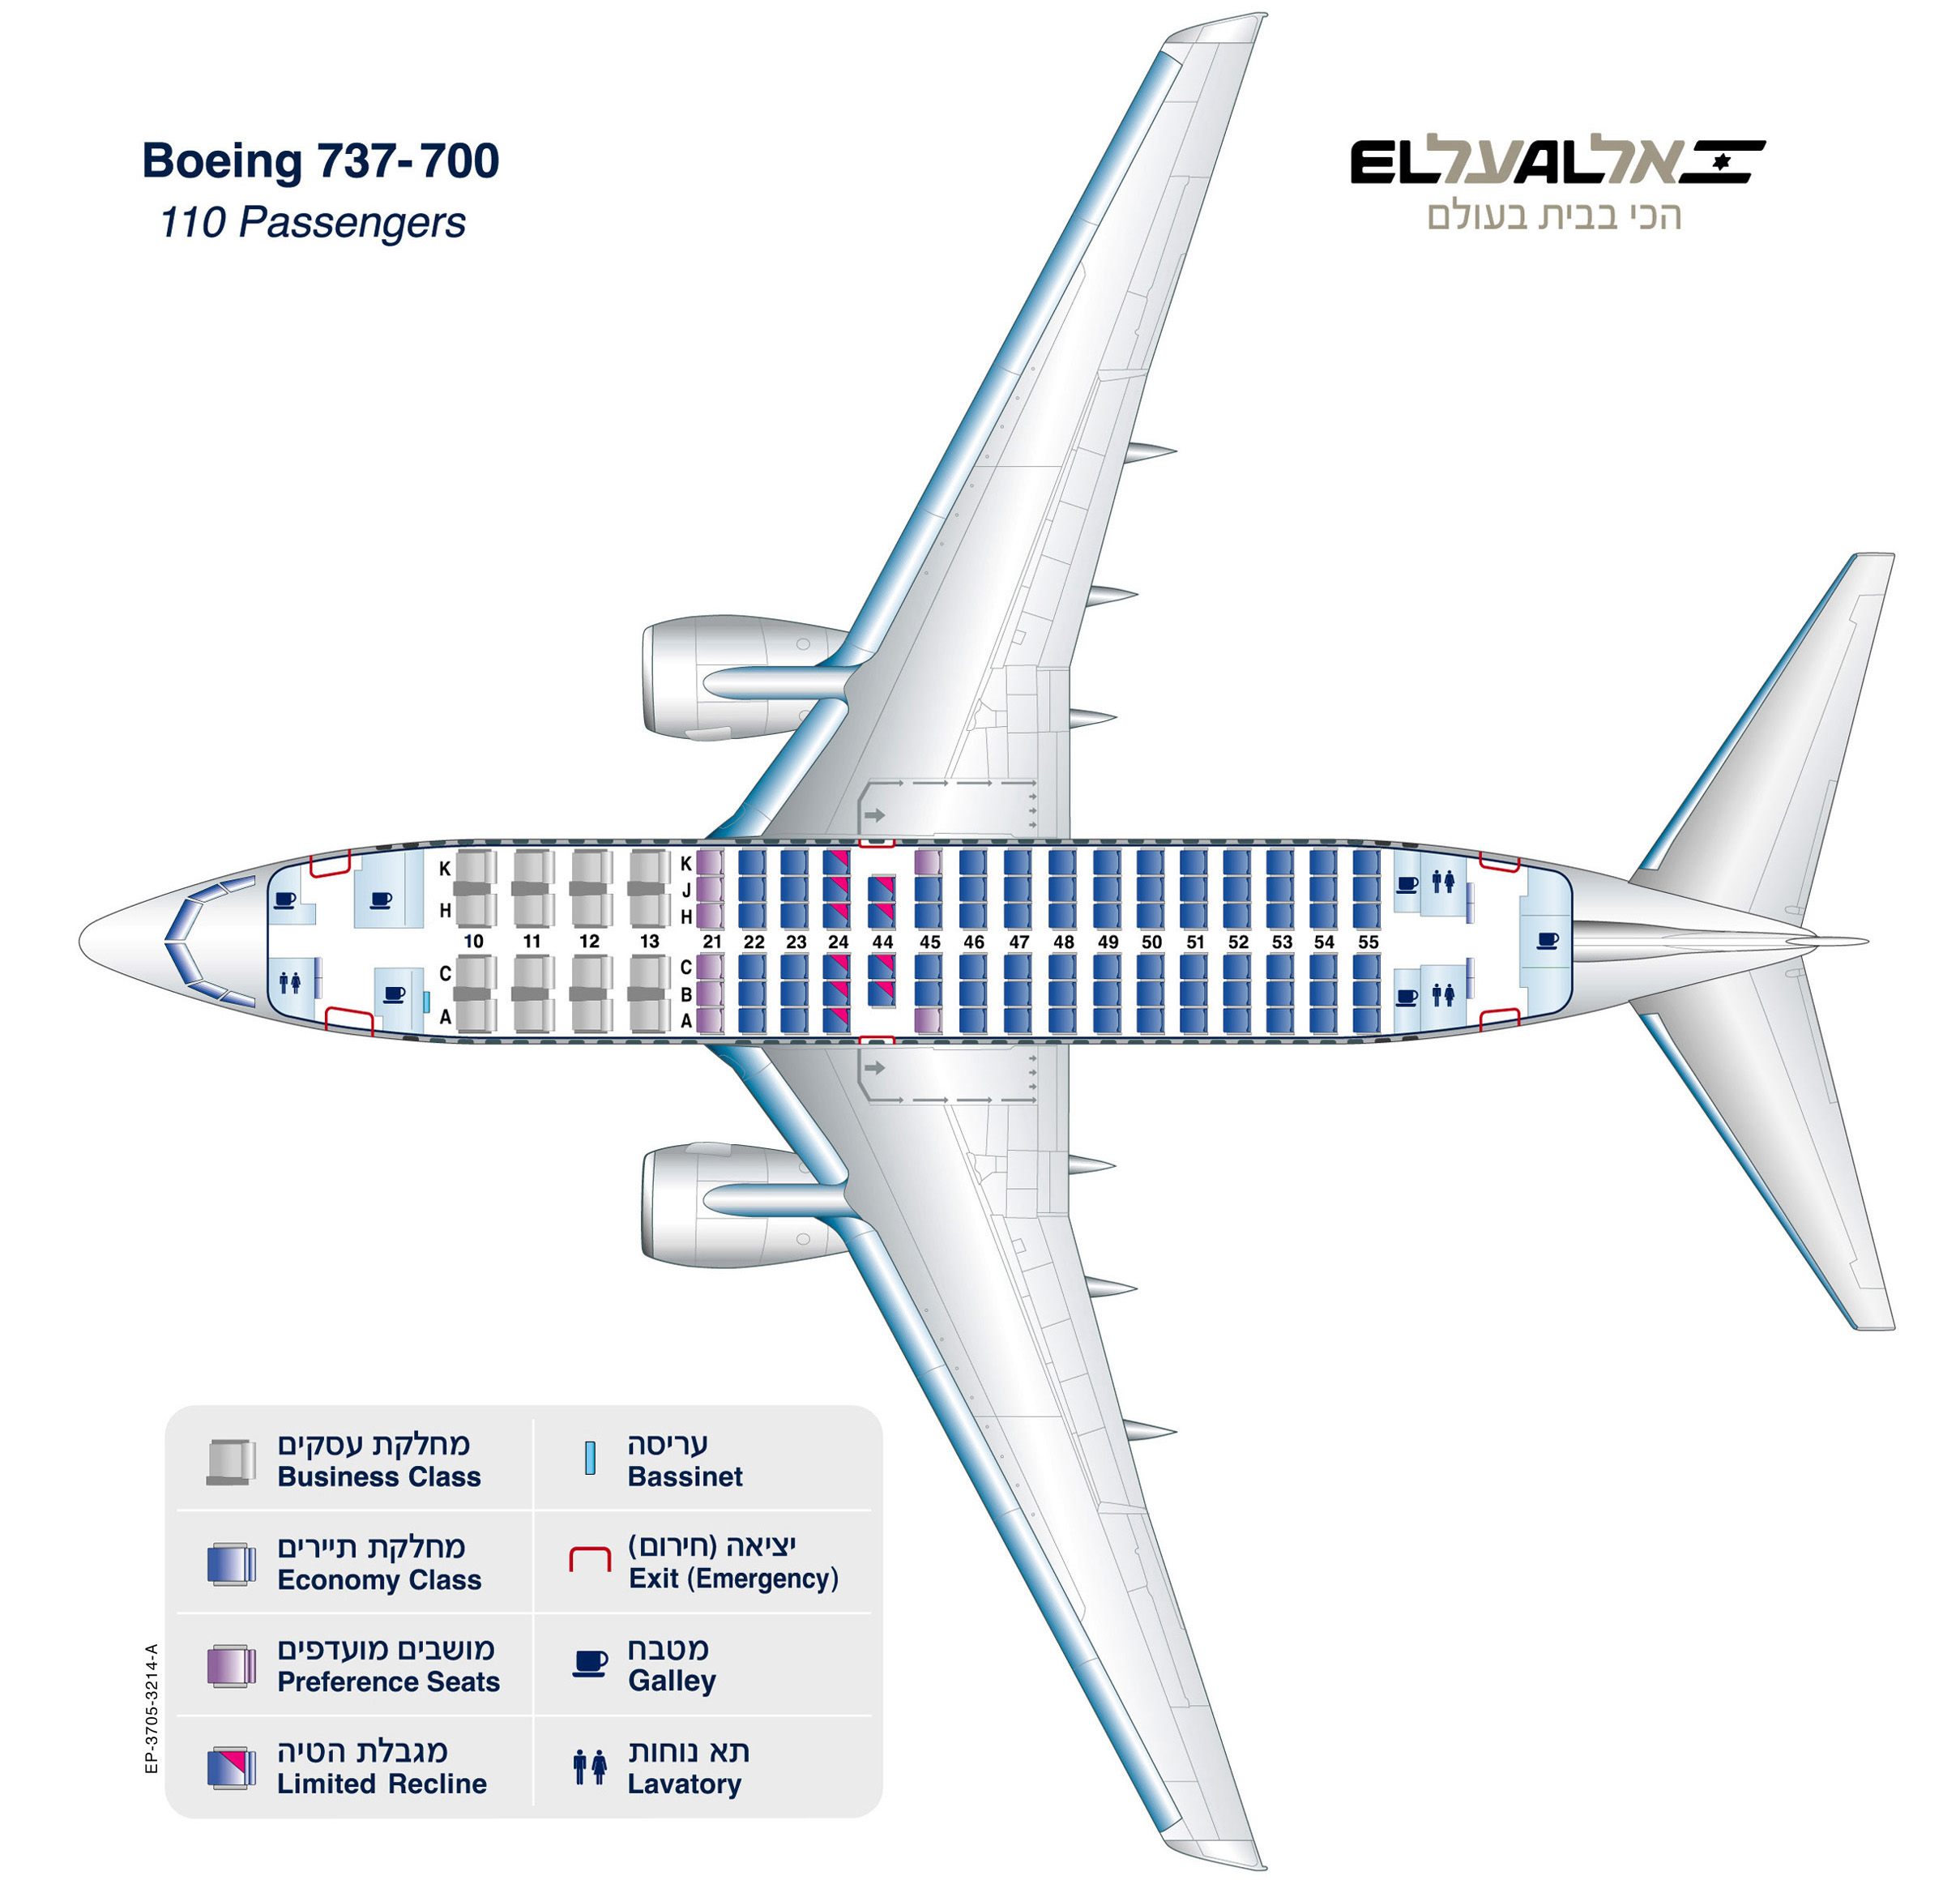 Boeing 737-700
110 Passengers
ELעלALאל
הכי בבית בעולם
K
H
10 11 12 13
C
A
K
J
H
21 22 23 24 44 45 46 47 48 49 50 51 52 53 54 55
C
B
A
מחלקת עסקים
Business Class
עריסה
Bassinet
מחלקת תיירים
Economy Class
יציאה (חירום)
Exit (Emergency)
מושבים מועדפים
Preference Seats
מטבח
Galley
מגבלת הטיה
Limited Recline
תא נוחות
Lavatory
EP-3705-3214-A